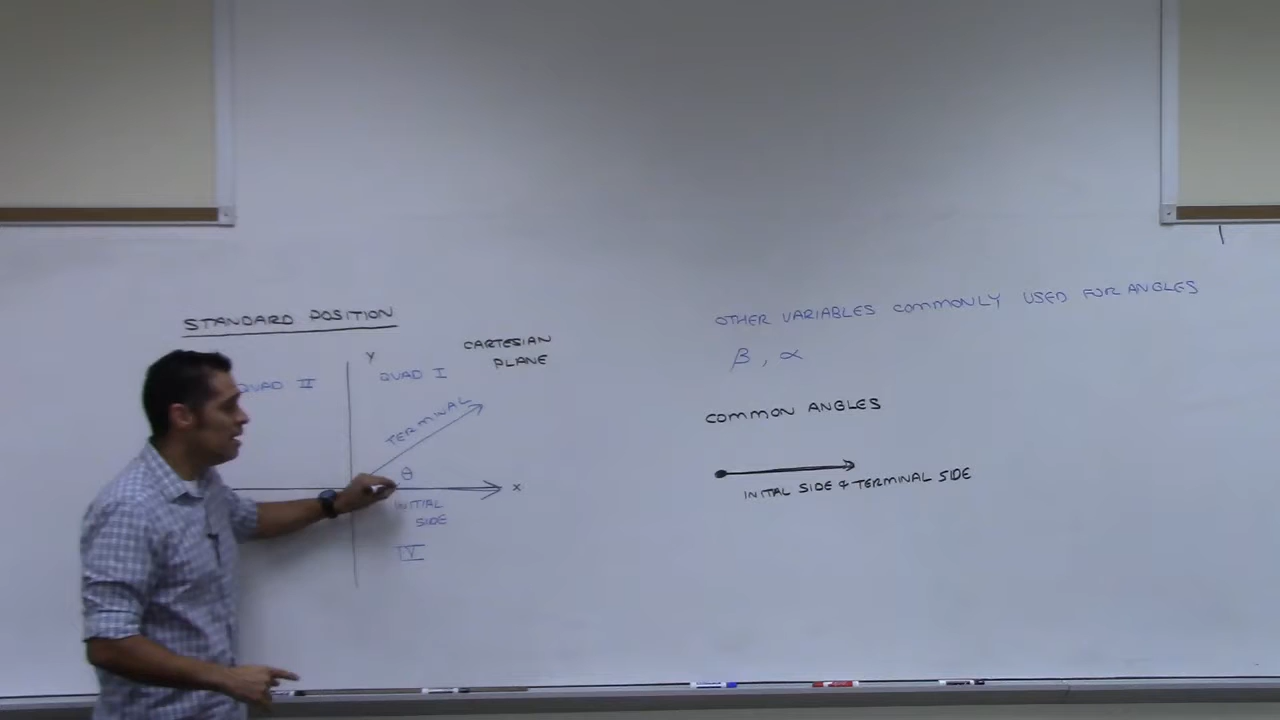 STANDARD POSITION
CARTESIAN
PLANE
Y
QUAD II
QUAD I
TERMINAL
θ
x
INITIAL
SIDE
IV
OTHER VARIABLES COMMONLY USED FOR ANGLES
β, α
COMMON ANGLES
INITAL SIDE & TERMINAL SIDE